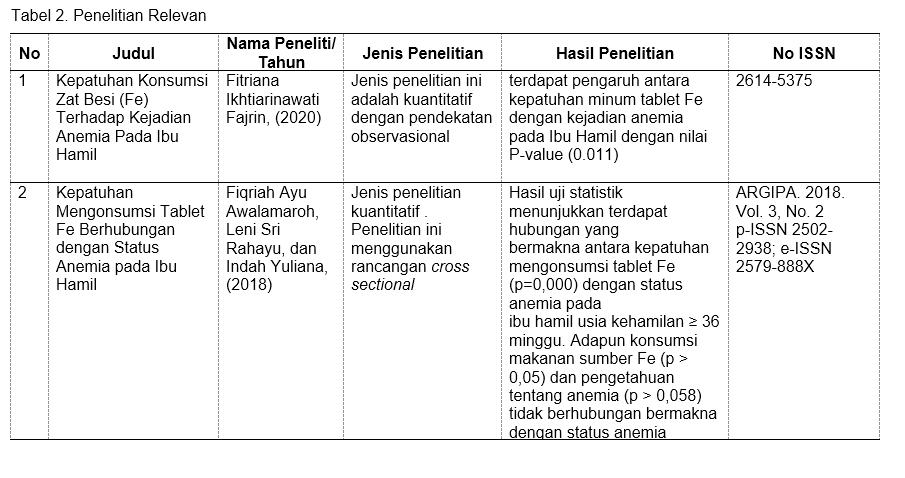 Tabel 2. Penelitian Relevan
No
Judul
Nama Peneliti/
Tahun
Jenis Penelitian
Hasil Penelitian
No ISSN
1
Kepatuhan Konsumsi
Zat Besi (Fe)
Terhadap Kejadian
Anemia Pada Ibu
Hamil
Fitriana
Ikhtiarinawati
Fajrin, (2020)
Jenis penelitian ini
adalah kuantitatif
dengan pendekatan
observasional
terdapat pengaruh antara
kepatuhan minum tablet Fe
dengan kejadian anemia
pada Ibu Hamil dengan nilai
P-value (0.011)
2614-5375
2
Kepatuhan
Mengonsumsi Tablet
Fe Berhubungan
dengan Status
Anemia pada Ibu
Hamil
Fiqriah Ayu
Awalamaroh,
Leni Sri
Rahayu, dan
Indah Yuliana,
(2018)
Jenis penelitian
kuantitatif .
Penelitian ini
menggunakan
rancangan cross
sectional
Hasil uji statistik
menunjukkan terdapat
hubungan yang
bermakna antara kepatuhan
mengonsumsi tablet Fe
(p=0,000) dengan status
anemia pada
ibu hamil usia kehamilan ≥ 36
minggu. Adapun konsumsi
makanan sumber Fe (p >
0,05) dan pengetahuan
tentang anemia (p > 0,058)
tidak berhubungan bermakna
dengan status anemia
ARGIPA. 2018.
Vol. 3, No. 2
p-ISSN 2502-
2938; e-ISSN
2579-888X